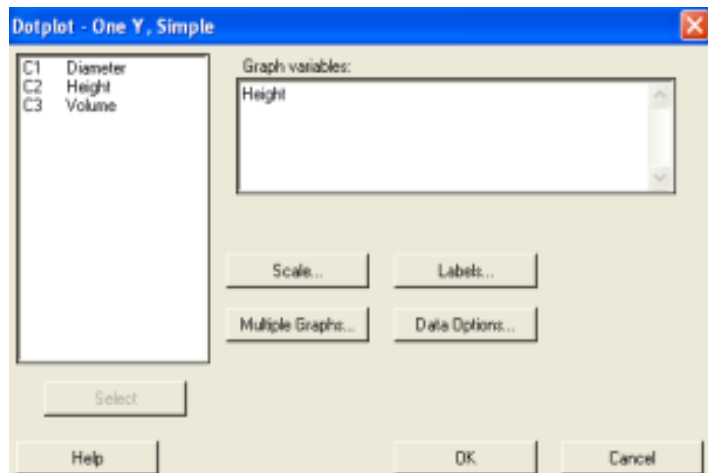 Dotplot - One Y, Simple
C1 Diameter
C2 Height
C3 Volume
Graph variables:
Height
Scale...
Labels...
Multiple Graphs...
Data Options...
Select
Help
OK
Cancel